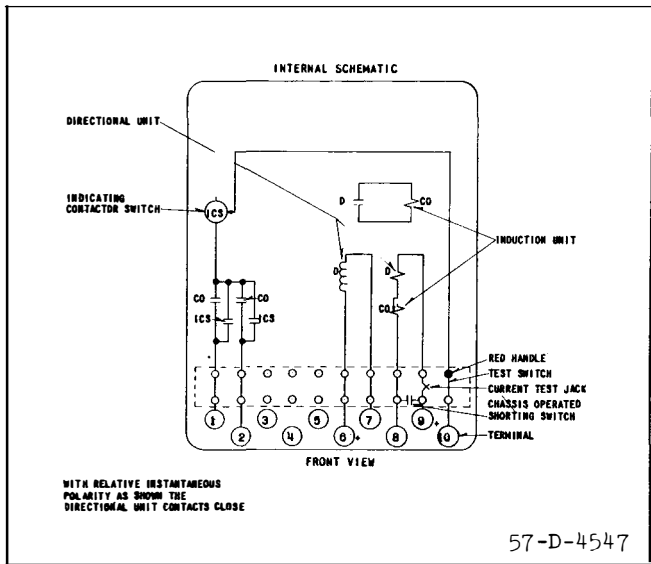 INTERNAL SCHEMATIC
DIRECTIONAL UNIT
INDICATING
CONTACTOR SWITCH
ICS
D
CO
INDUCTION UNIT
D
D
CO
CO
CO
ICS
ICS
RED HANDLE
TEST SWITCH
CURRENT TEST JACK
CHASSIS OPERATED
SHORTING SWITCH
TERMINAL
1
2
3
4
5
6
+
7
8
9
+
10
FRONT VIEW
WITH RELATIVE INSTANTANEOUS
POLARITY AS SHOWN THE
DIRECTIONAL UNIT CONTACTS CLOSE
57-D-4547